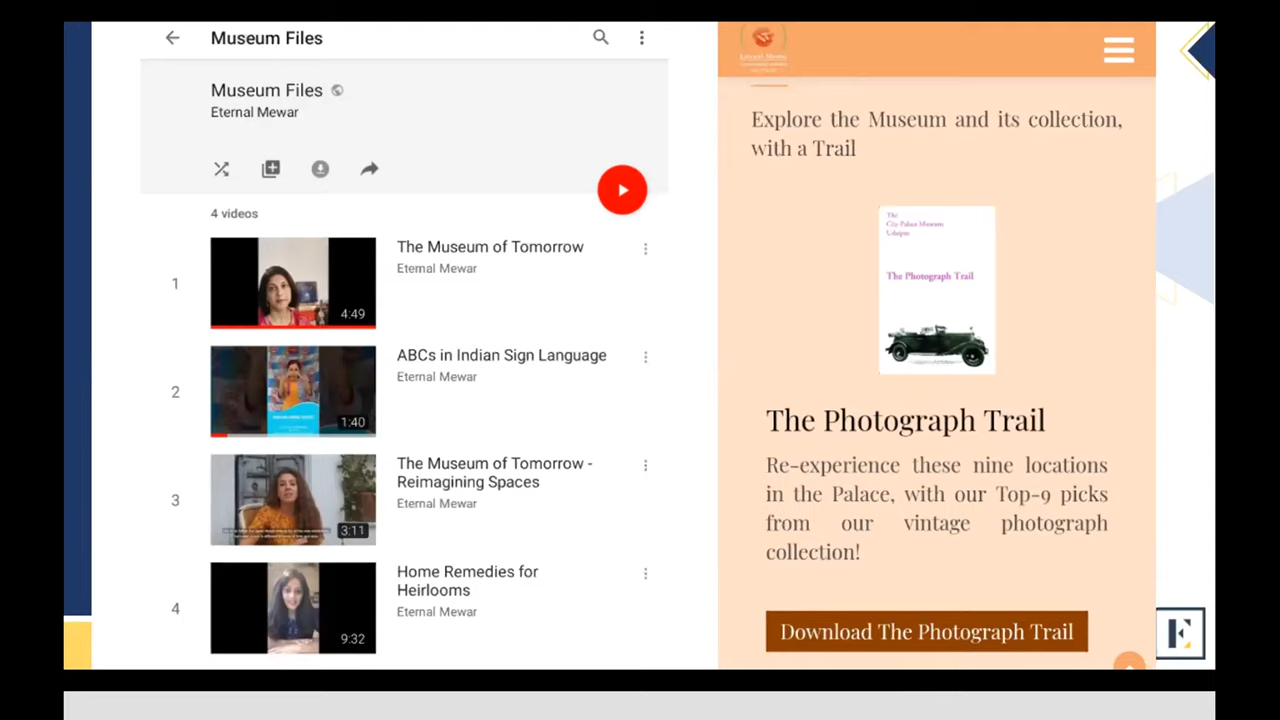 Museum Files
Museum Files
Eternal Mewar
4 videos
1
4:49
The Museum of Tomorrow
Eternal Mewar
2
1:40
ABCs in Indian Sign Language
Eternal Mewar
3
3:11
The Museum of Tomorrow -
Reimagining Spaces
Eternal Mewar
4
9:32
Home Remedies for
Heirlooms
Eternal Mewar
Explore the Museum and its collection,
with a Trail
The
City Palace Museum
Udaipur
The Photograph Trail
The Photograph Trail
Re-experience these nine locations
in the Palace, with our Top-9 picks
from our vintage photograph
collection!
Download The Photograph Trail
E